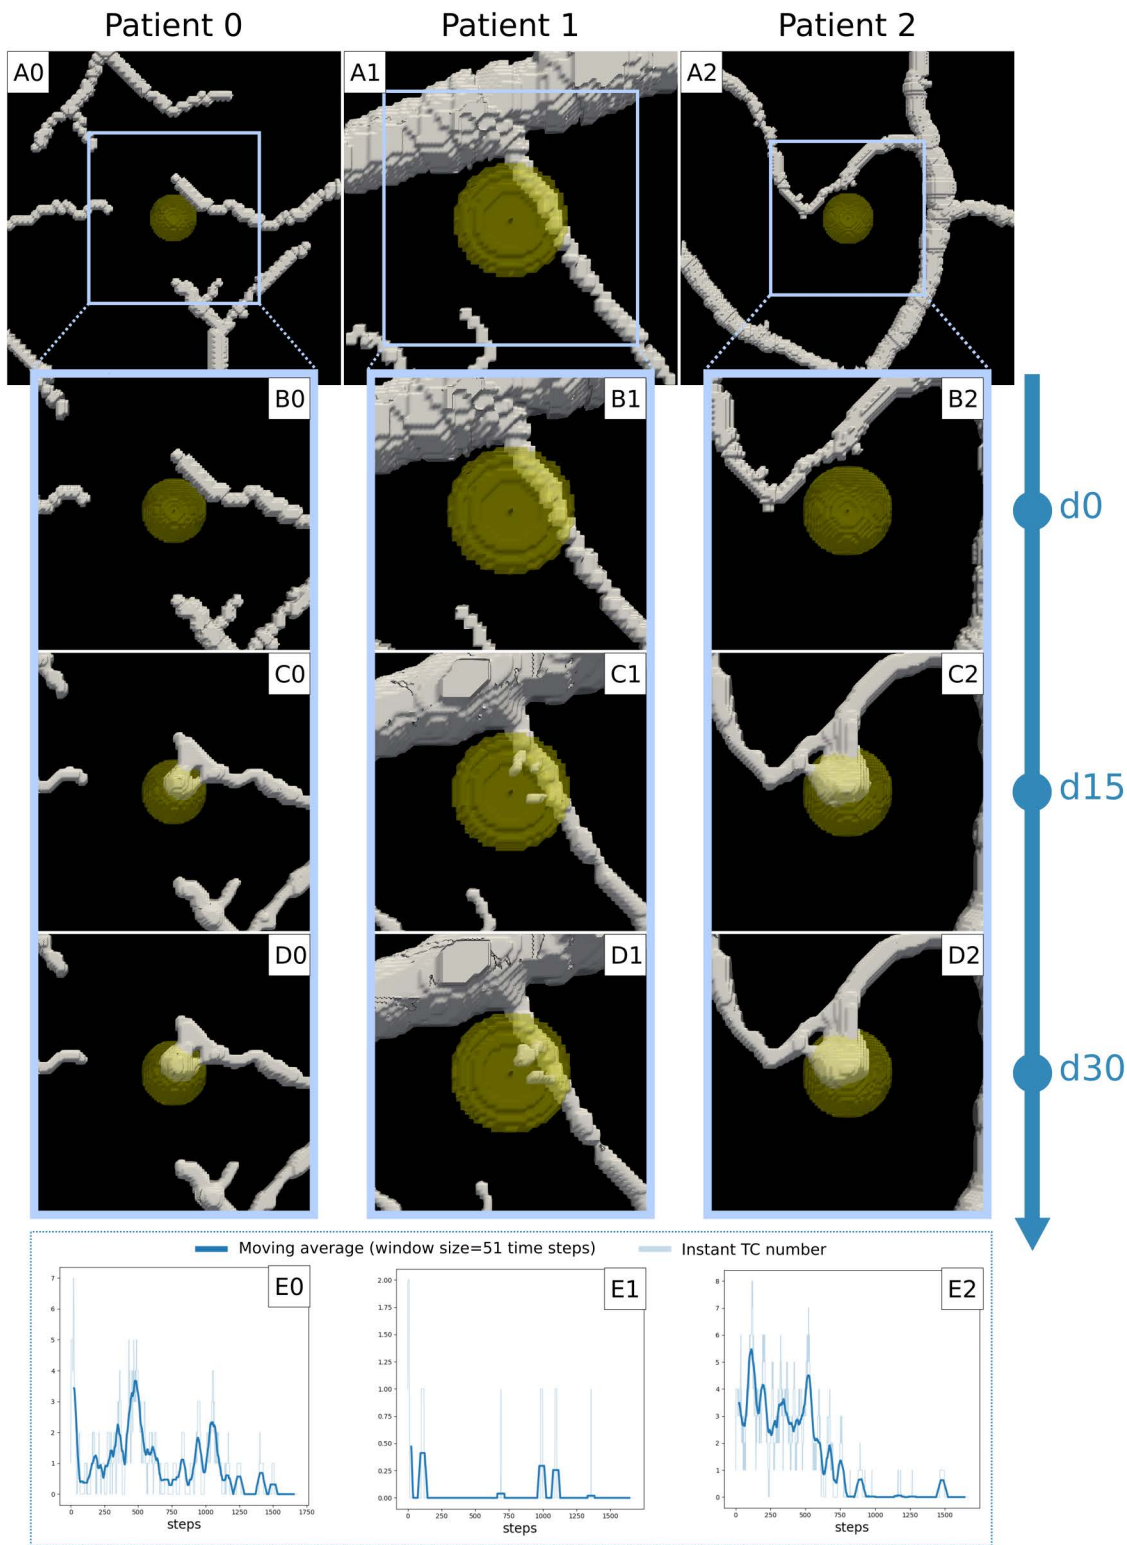 Patient 0 Patient 1 Patient 2
A0 A1 A2
B0 B1 B2
d0
C0 C1 C2
d15
D0 D1 D2
d30
Moving average (window size=51 time steps) Instant TC number
E0 E1 E2
7 2.00 8
6 1.75 7
5 1.50 6
4 1.25 5
3 1.00 4
2 0.75 3
1 0.50 2
0 0.25 1
0.00 0
0 250 500 750 1000 1250 1500 1750 0 250 500 750 1000 1250 1500 0 250 500 750 1000 1250 1500
steps steps steps